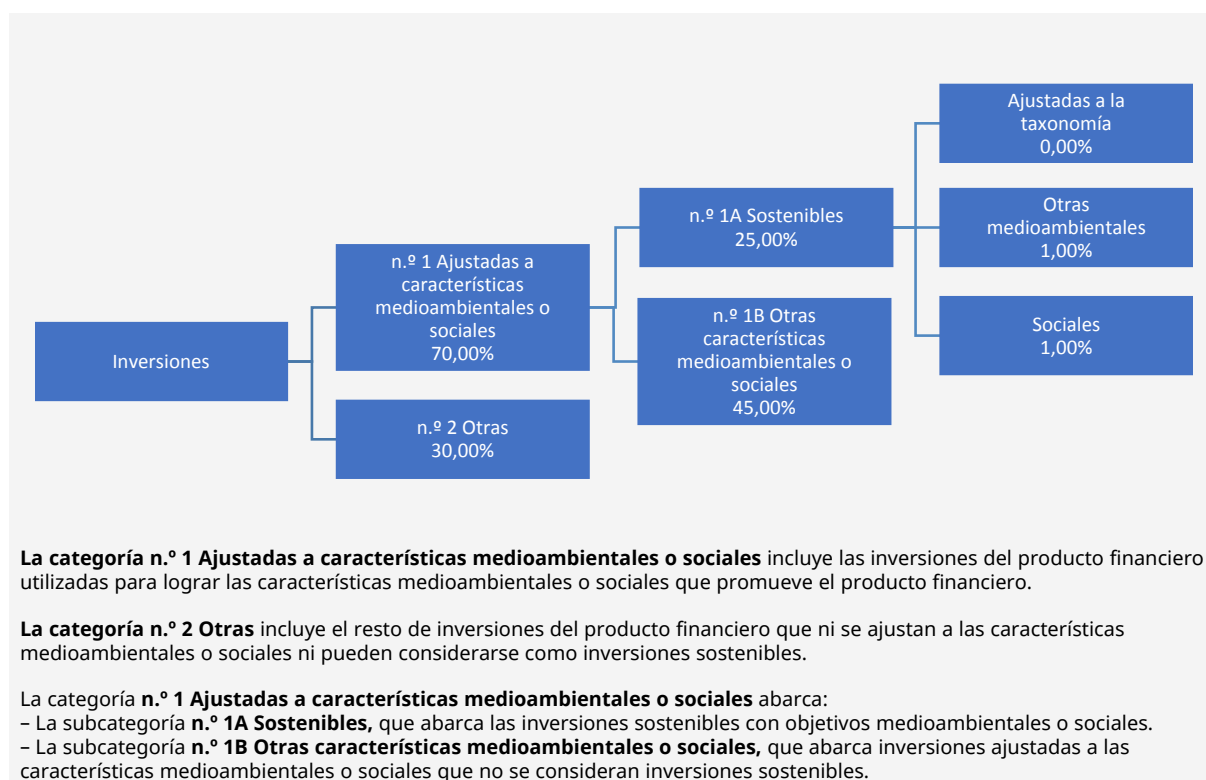 Inversiones
n.º 1 Ajustadas a
características
medioambientales o
sociales
70,00%
n.º 2 Otras
30,00%
n.º 1A Sostenibles
25,00%
n.º 1B Otras
características
medioambientales o
sociales
45,00%
Ajustadas a la
taxonomía
0,00%
Otras
medioambientales
1,00%
Sociales
1,00%
La categoría n.º 1 Ajustadas a características medioambientales o sociales incluye las inversiones del producto financiero
utilizadas para lograr las características medioambientales o sociales que promueve el producto financiero.
La categoría n.º 2 Otras incluye el resto de inversiones del producto financiero que ni se ajustan a las características
medioambientales o sociales ni pueden considerarse como inversiones sostenibles.
La categoría n.º 1 Ajustadas a características medioambientales o sociales abarca:
– La subcategoría n.º 1A Sostenibles, que abarca las inversiones sostenibles con objetivos medioambientales o sociales.
– La subcategoría n.º 1B Otras características medioambientales o sociales, que abarca inversiones ajustadas a las
características medioambientales o sociales que no se consideran inversiones sostenibles.